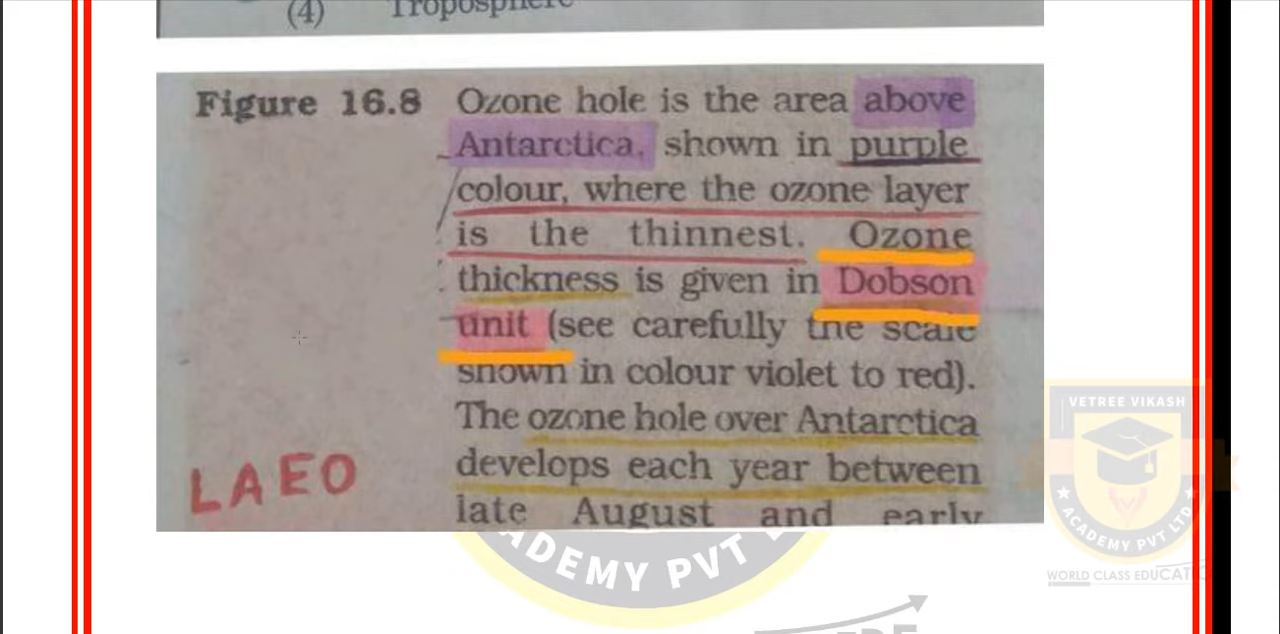 (4) Troposphere
Figure 16.8 Ozone hole is the area above
Antarctica, shown in purple
colour, where the ozone layer
is the thinnest. Ozone
thickness is given in Dobson
unit (see carefully the scale
shown in colour violet to red).
The ozone hole over Antarctica
develops each year between
late August and early
LAEO
VETREE VIKASH
ACADEMY PVT LTD
WORLD CLASS EDUCATIO
ADEMY PVT L